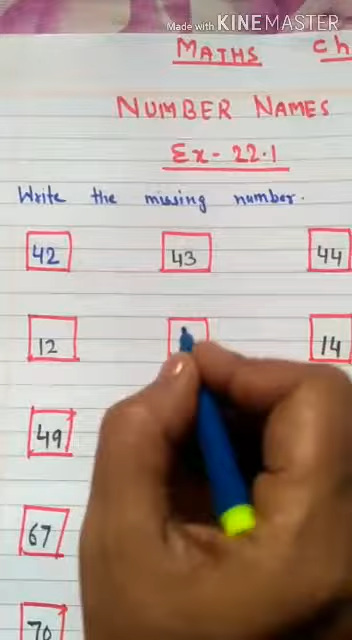 Made with KINEMASTER
MATHS Ch
NUMBER NAMES
Ex-22.1
Write the missing number.
42 43 44
12 14
49
67
70